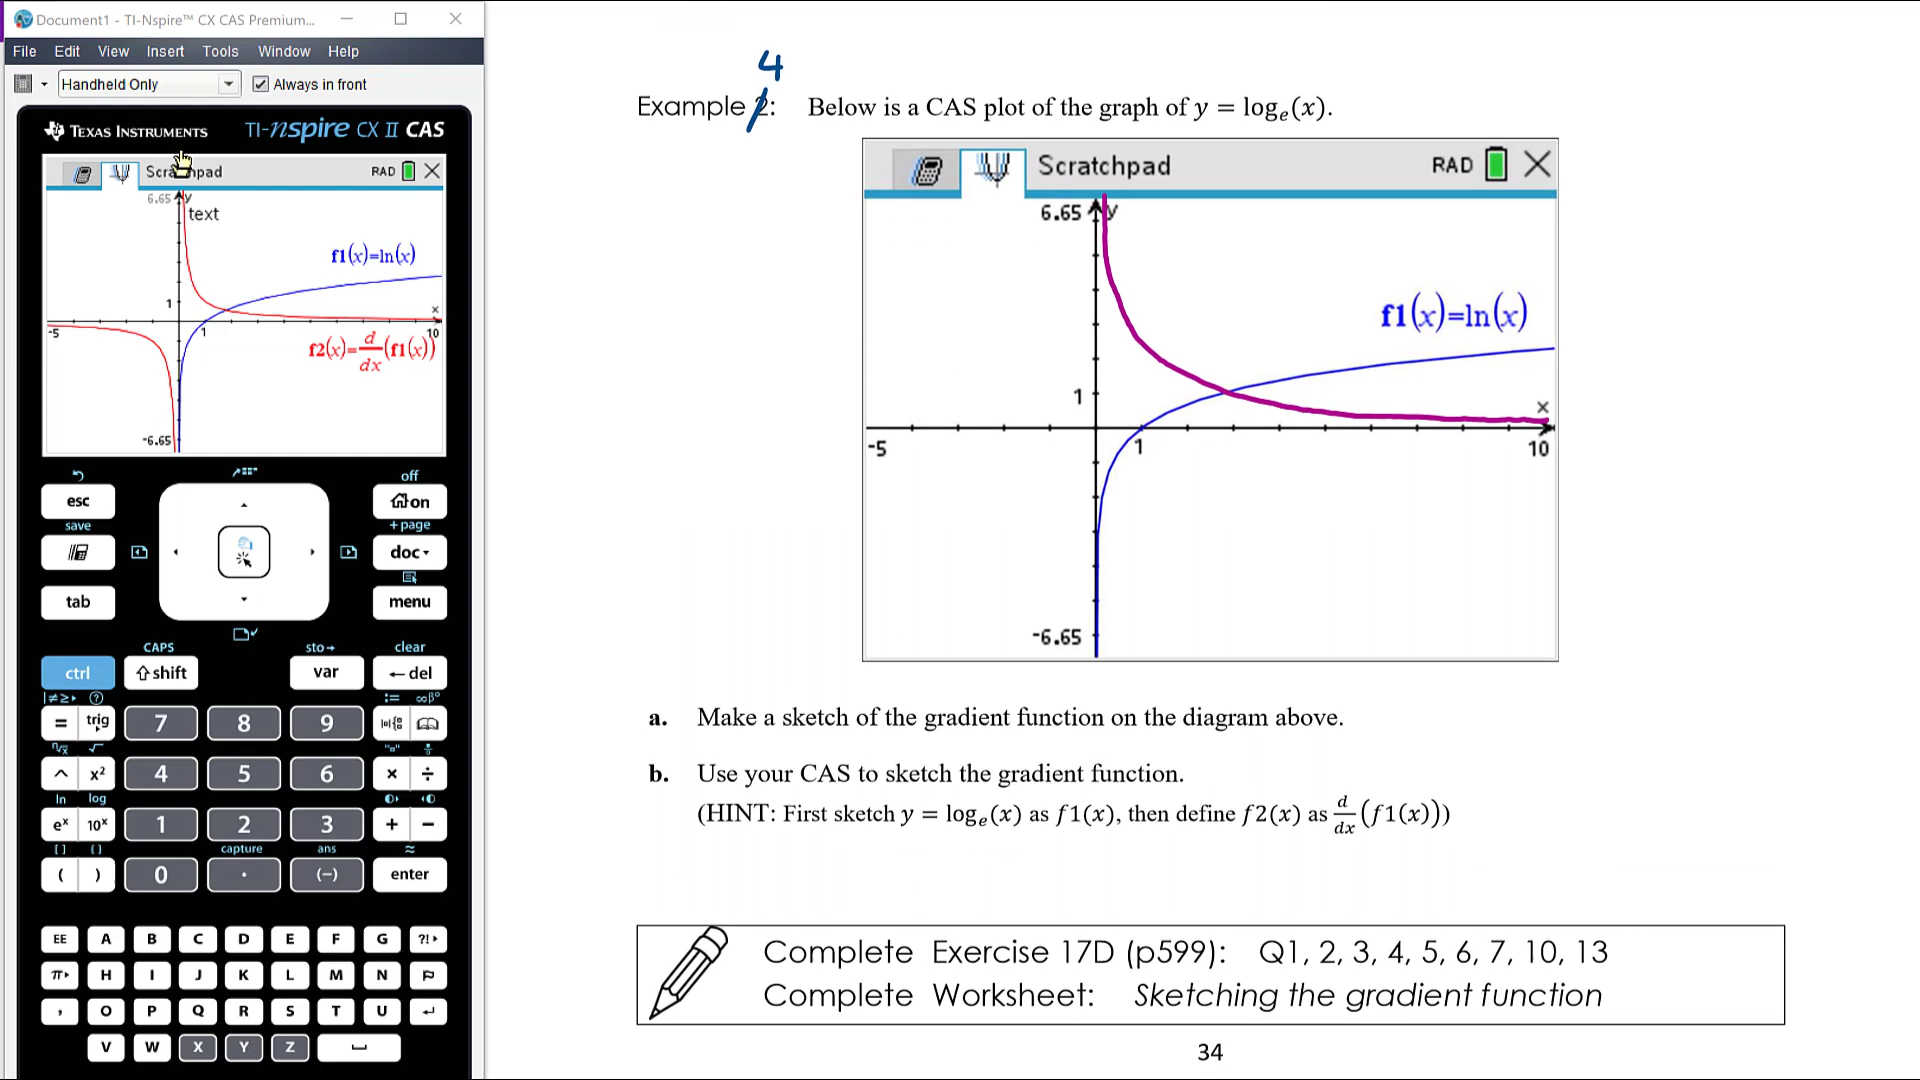 Document1 - TI-Nspire™ CX CAS Premium...
File Edit View Insert Tools Window Help
Handheld Only Always in front
TEXAS INSTRUMENTS TI-nspire CX II CAS
Scratchpad RAD
6.65 y
text
f1(x)=ln(x)
1
x
-5 1 10
f2(x)=d/dx(f1(x))
-6.65
off
esc on
save + page
doc
tab menu
CAPS sto→ clear
ctrl shift var ←del
= trig 7 8 9
^ x² 4 5 6 × ÷
ln log
eˣ 10ˣ 1 2 3 + −
[ ] { } capture ans ≈
( ) 0 . (−) enter
EE A B C D E F G ?!
π H I J K L M N
, O P Q R S T U
V W X Y Z
4
Example 2: Below is a CAS plot of the graph of y = logₑ(x).
Scratchpad RAD
6.65 y
f1(x)=ln(x)
1
x
-5 1 10
-6.65
a. Make a sketch of the gradient function on the diagram above.
b. Use your CAS to sketch the gradient function.
(HINT: First sketch y = logₑ(x) as f1(x), then define f2(x) as d/dx (f1(x)))
Complete Exercise 17D (p599): Q1, 2, 3, 4, 5, 6, 7, 10, 13
Complete Worksheet: Sketching the gradient function
34